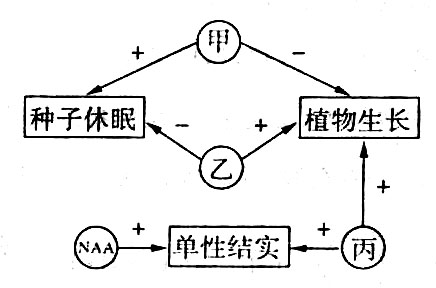 甲
+ −
种子休眠 植物生长
− +
乙
+
NAA + 单性结实 + 丙